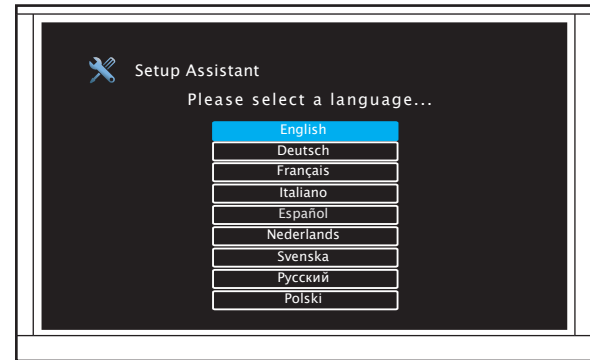 Setup Assistant
Please select a language...
English
Deutsch
Français
Italiano
Español
Nederlands
Svenska
Русский
Polski